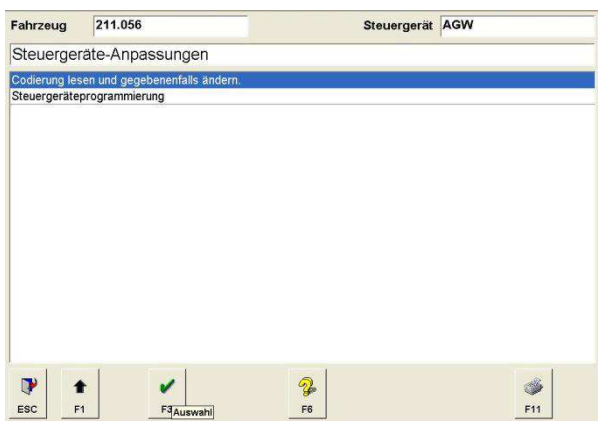 Fahrzeug 211.056 Steuergerät AGW
Steuergeräte-Anpassungen
Codierung lesen und gegebenenfalls ändern.
Steuergeräteprogrammierung
ESC F1 F3 Auswahl F6 F11